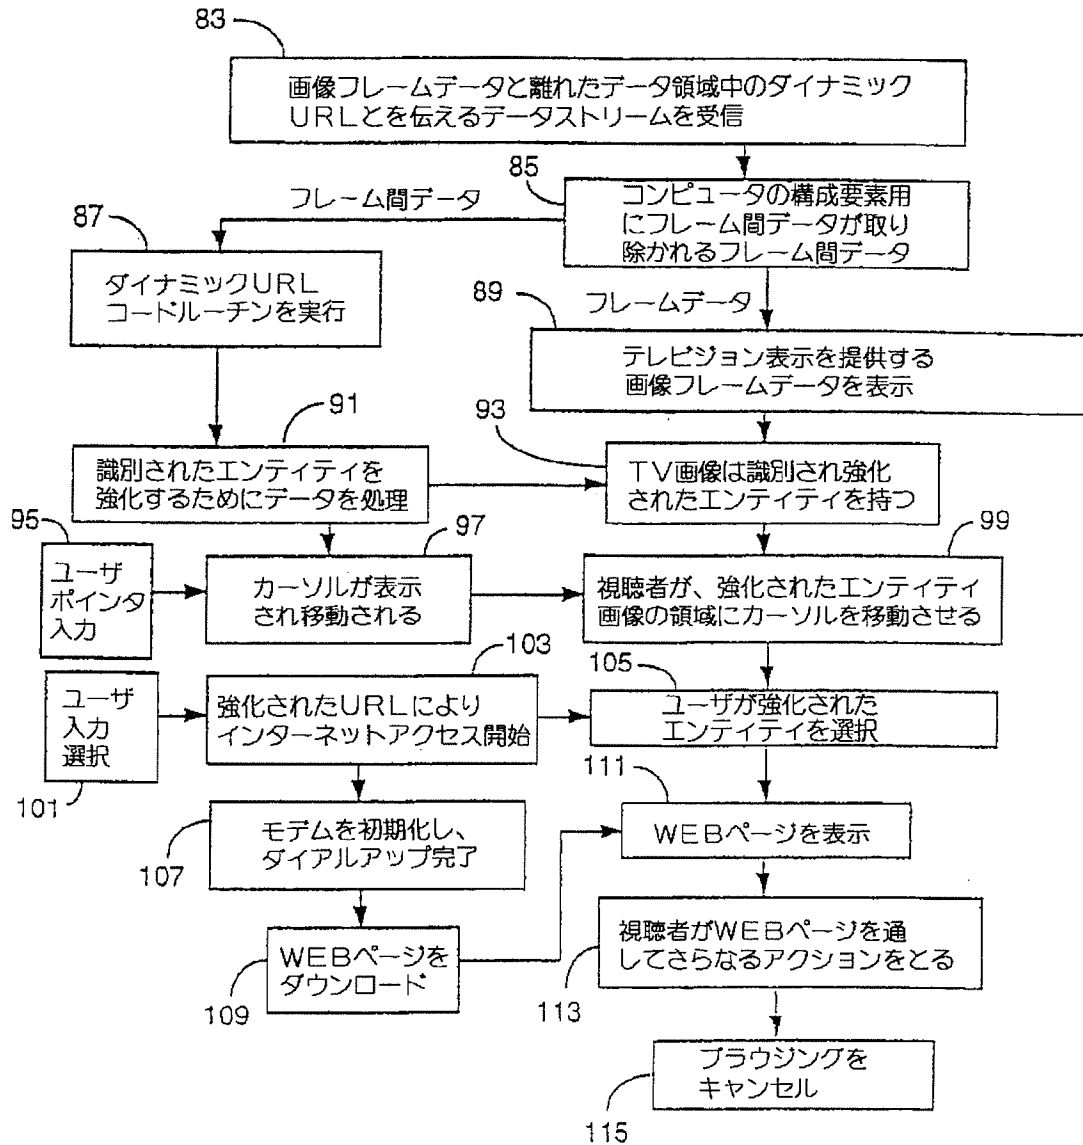 83
画像フレームデータと離れたデータ領域中のダイナミック
URLとを伝えるデータストリームを受信
85
コンピュータの構成要素用
にフレーム間データが取り
除かれるフレーム間データ
フレーム間データ
87
ダイナミックURL
コードルーチンを実行
フレームデータ
89
テレビジョン表示を提供する
画像フレームデータを表示
91
識別されたエンティティを
強化するためにデータを処理
93
TV画像は識別され強化
されたエンティティを持つ
95
ユーザ
ポインタ
入力
97
カーソルが表示
され移動される
99
視聴者が、強化されたエンティティ
画像の領域にカーソルを移動させる
101
ユーザ
入力
選択
103
強化されたURLにより
インターネットアクセス開始
105
ユーザが強化された
エンティティを選択
107
モデムを初期化し、
ダイアルアップ完了
109
WEBページを
ダウンロード
111
WEBページを表示
113
視聴者がWEBページを通
してさらなるアクションをとる
115
ブラウジングを
キャンセル